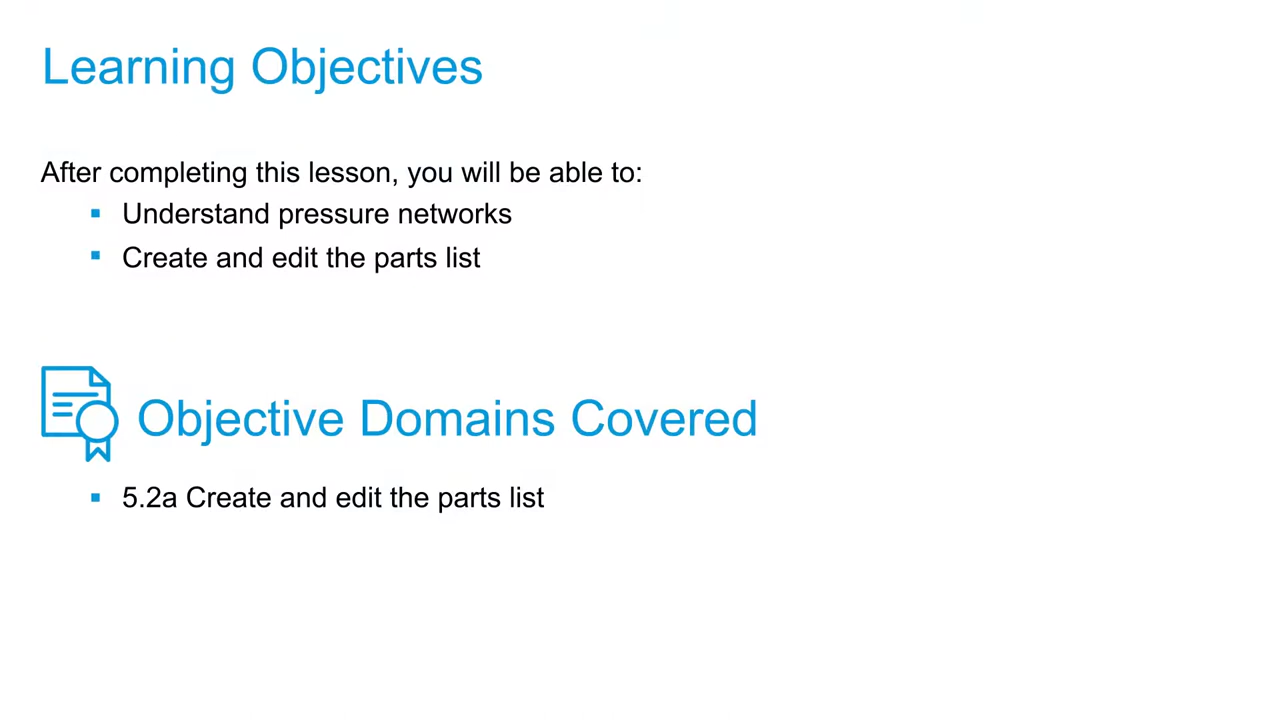 Learning Objectives
After completing this lesson, you will be able to:
Understand pressure networks
Create and edit the parts list
Objective Domains Covered
5.2a Create and edit the parts list